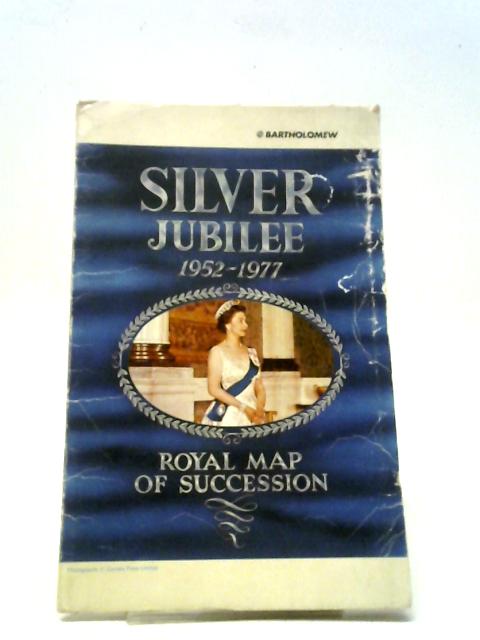 © BARTHOLOMEW
SILVER
JUBILEE
1952-1977
ROYAL MAP
OF SUCCESSION